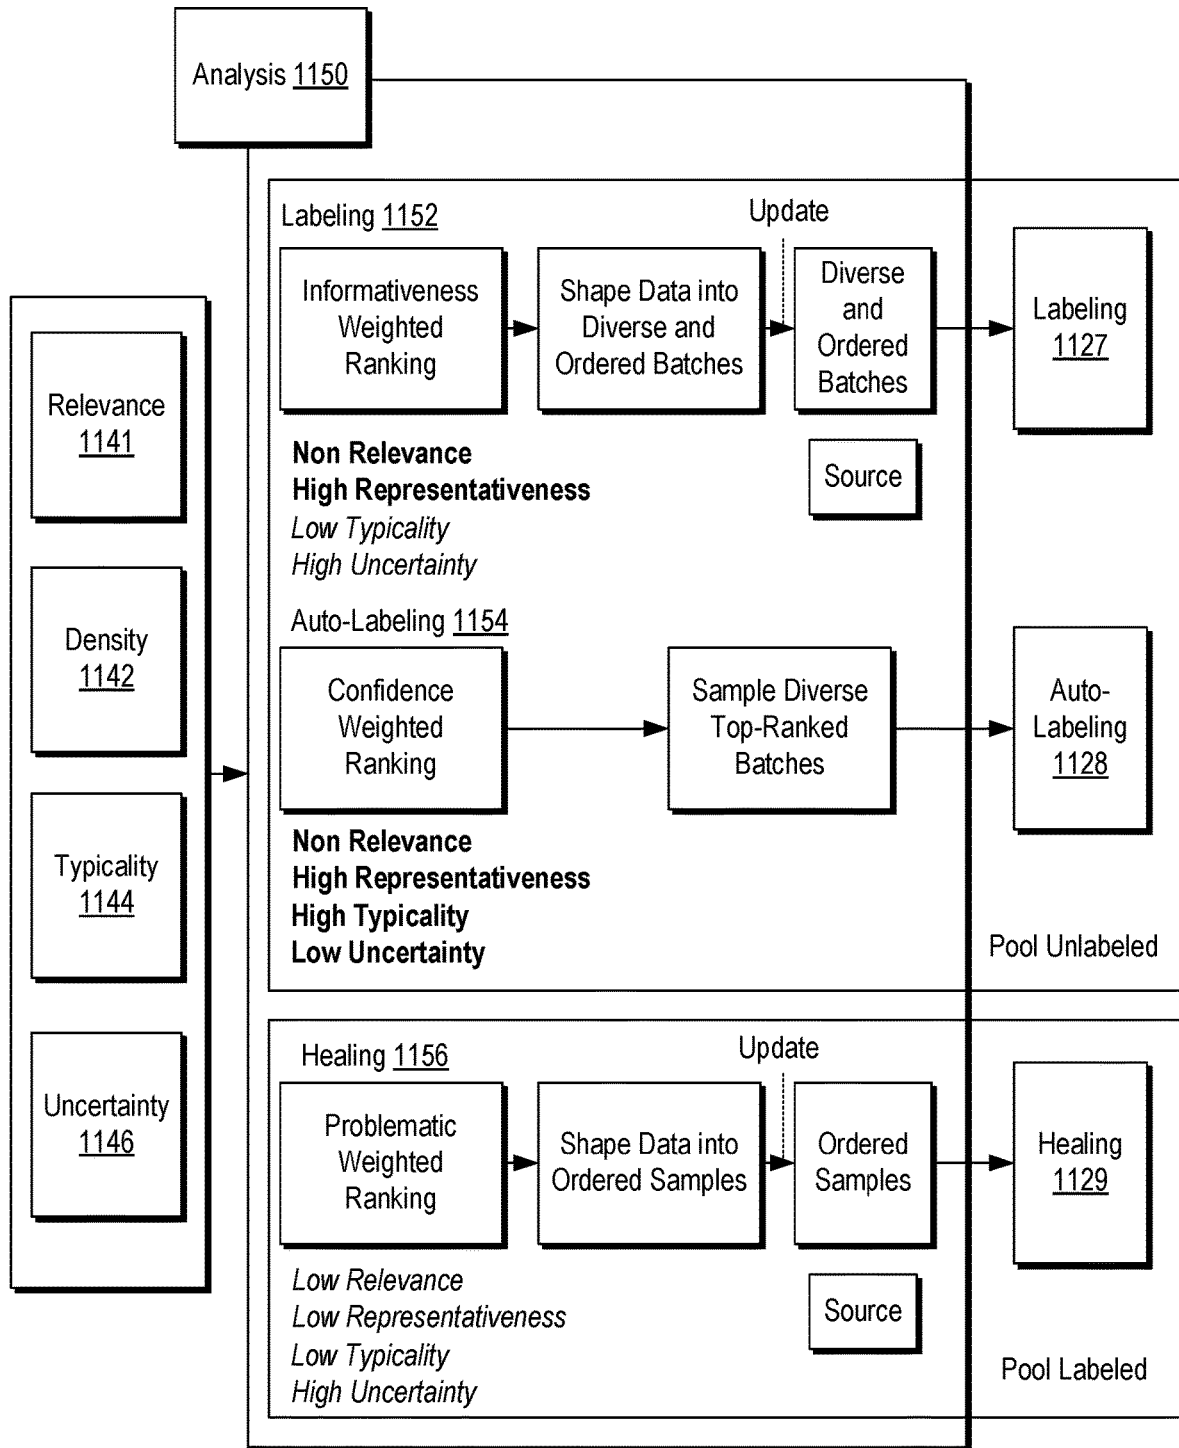 Analysis 1150
Relevance
1141
Density
1142
Typicality
1144
Uncertainty
1146
Labeling 1152
Update
Informativeness
Weighted
Ranking
Shape Data into
Diverse and
Ordered Batches
Diverse
and
Ordered
Batches
Labeling
1127
Non Relevance
High Representativeness
Low Typicality
High Uncertainty
Source
Auto-Labeling 1154
Confidence
Weighted
Ranking
Sample Diverse
Top-Ranked
Batches
Auto-
Labeling
1128
Non Relevance
High Representativeness
High Typicality
Low Uncertainty
Pool Unlabeled
Healing 1156
Update
Problematic
Weighted
Ranking
Shape Data into
Ordered Samples
Ordered
Samples
Healing
1129
Low Relevance
Low Representativeness
Low Typicality
High Uncertainty
Source
Pool Labeled